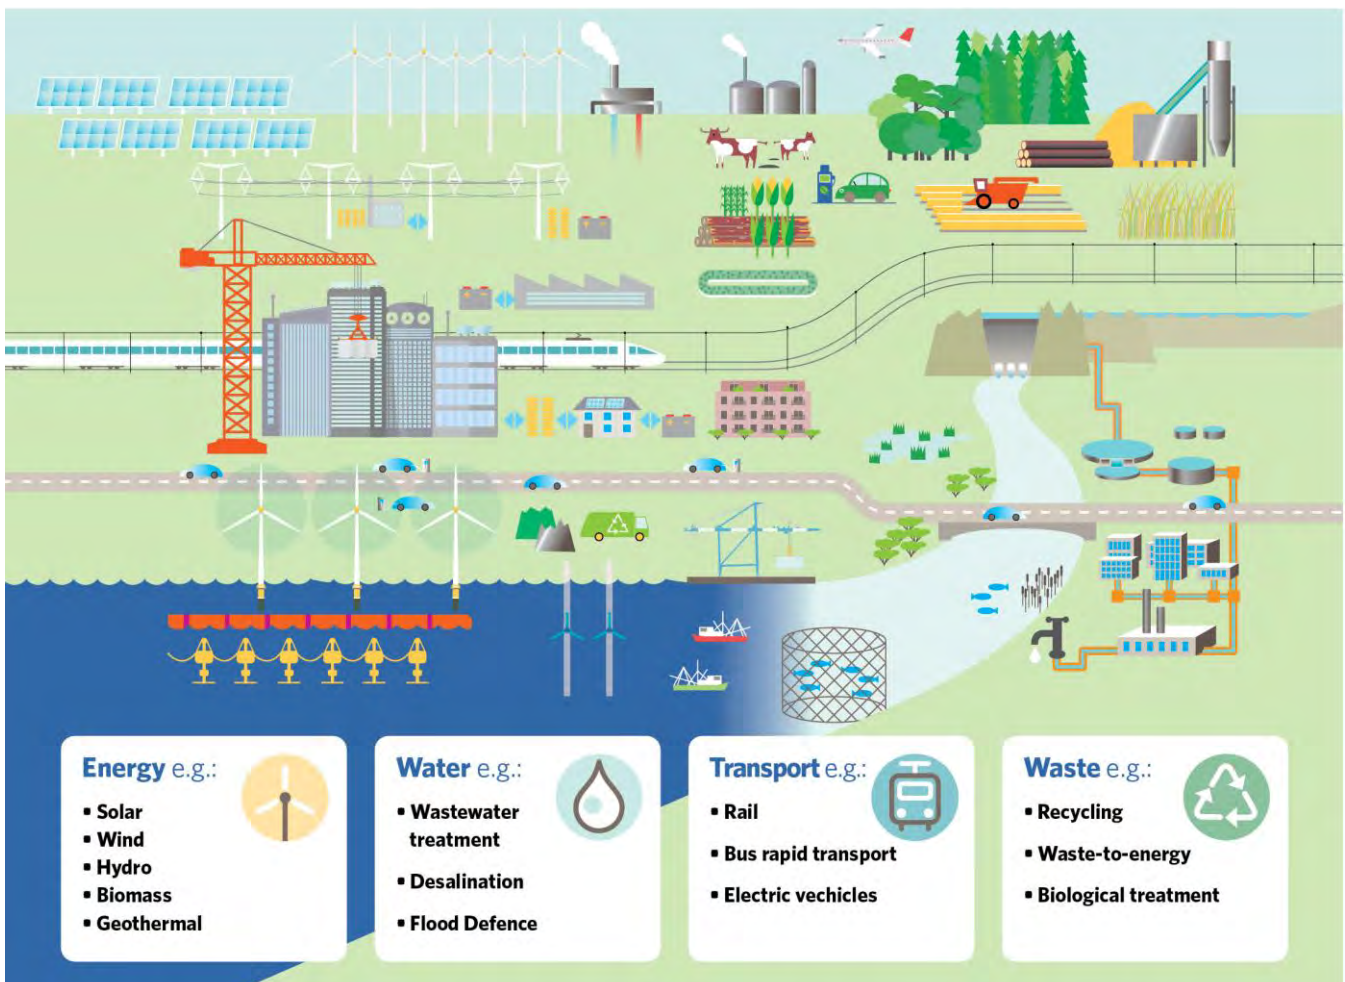 Energy e.g.:
▪ Solar
▪ Wind
▪ Hydro
▪ Biomass
▪ Geothermal
Water e.g.:
▪ Wastewater
treatment
▪ Desalination
▪ Flood Defence
Transport e.g.:
▪ Rail
▪ Bus rapid transport
▪ Electric vechicles
Waste e.g.:
▪ Recycling
▪ Waste-to-energy
▪ Biological treatment